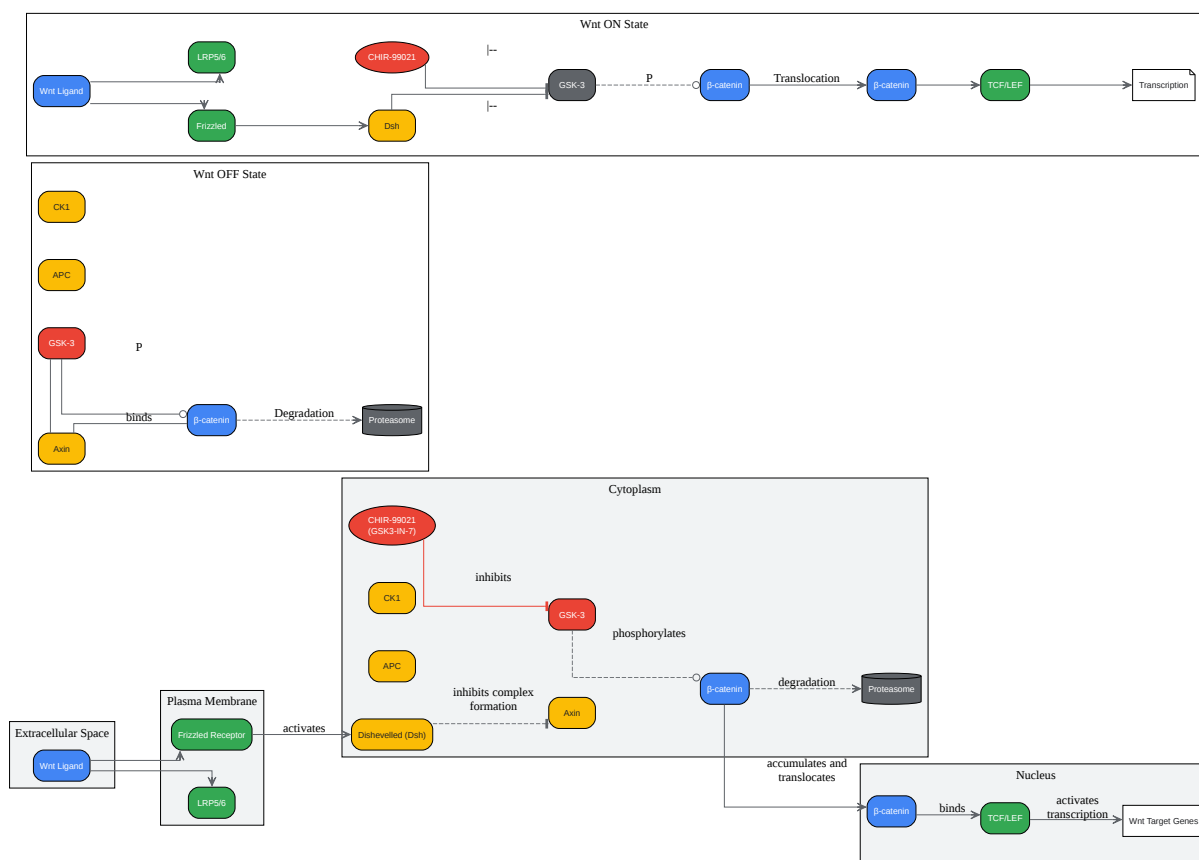 Wnt ON State
LRP5/6
CHIR-99021
|--
Wnt Ligand
GSK-3
P
β-catenin
Translocation
β-catenin
TCF/LEF
Transcription
|--
Frizzled
Dsh
Wnt OFF State
CK1
APC
GSK-3
P
binds
β-catenin
Degradation
Proteasome
Axin
Cytoplasm
CHIR-99021
(GSK3-IN-7)
inhibits
CK1
GSK-3
phosphorylates
APC
β-catenin
degradation
Proteasome
inhibits complex
formation
Axin
Dishevelled (Dsh)
Plasma Membrane
Frizzled Receptor
activates
LRP5/6
Extracellular Space
Wnt Ligand
accumulates and
translocates
Nucleus
β-catenin
binds
TCF/LEF
activates
transcription
Wnt Target Genes